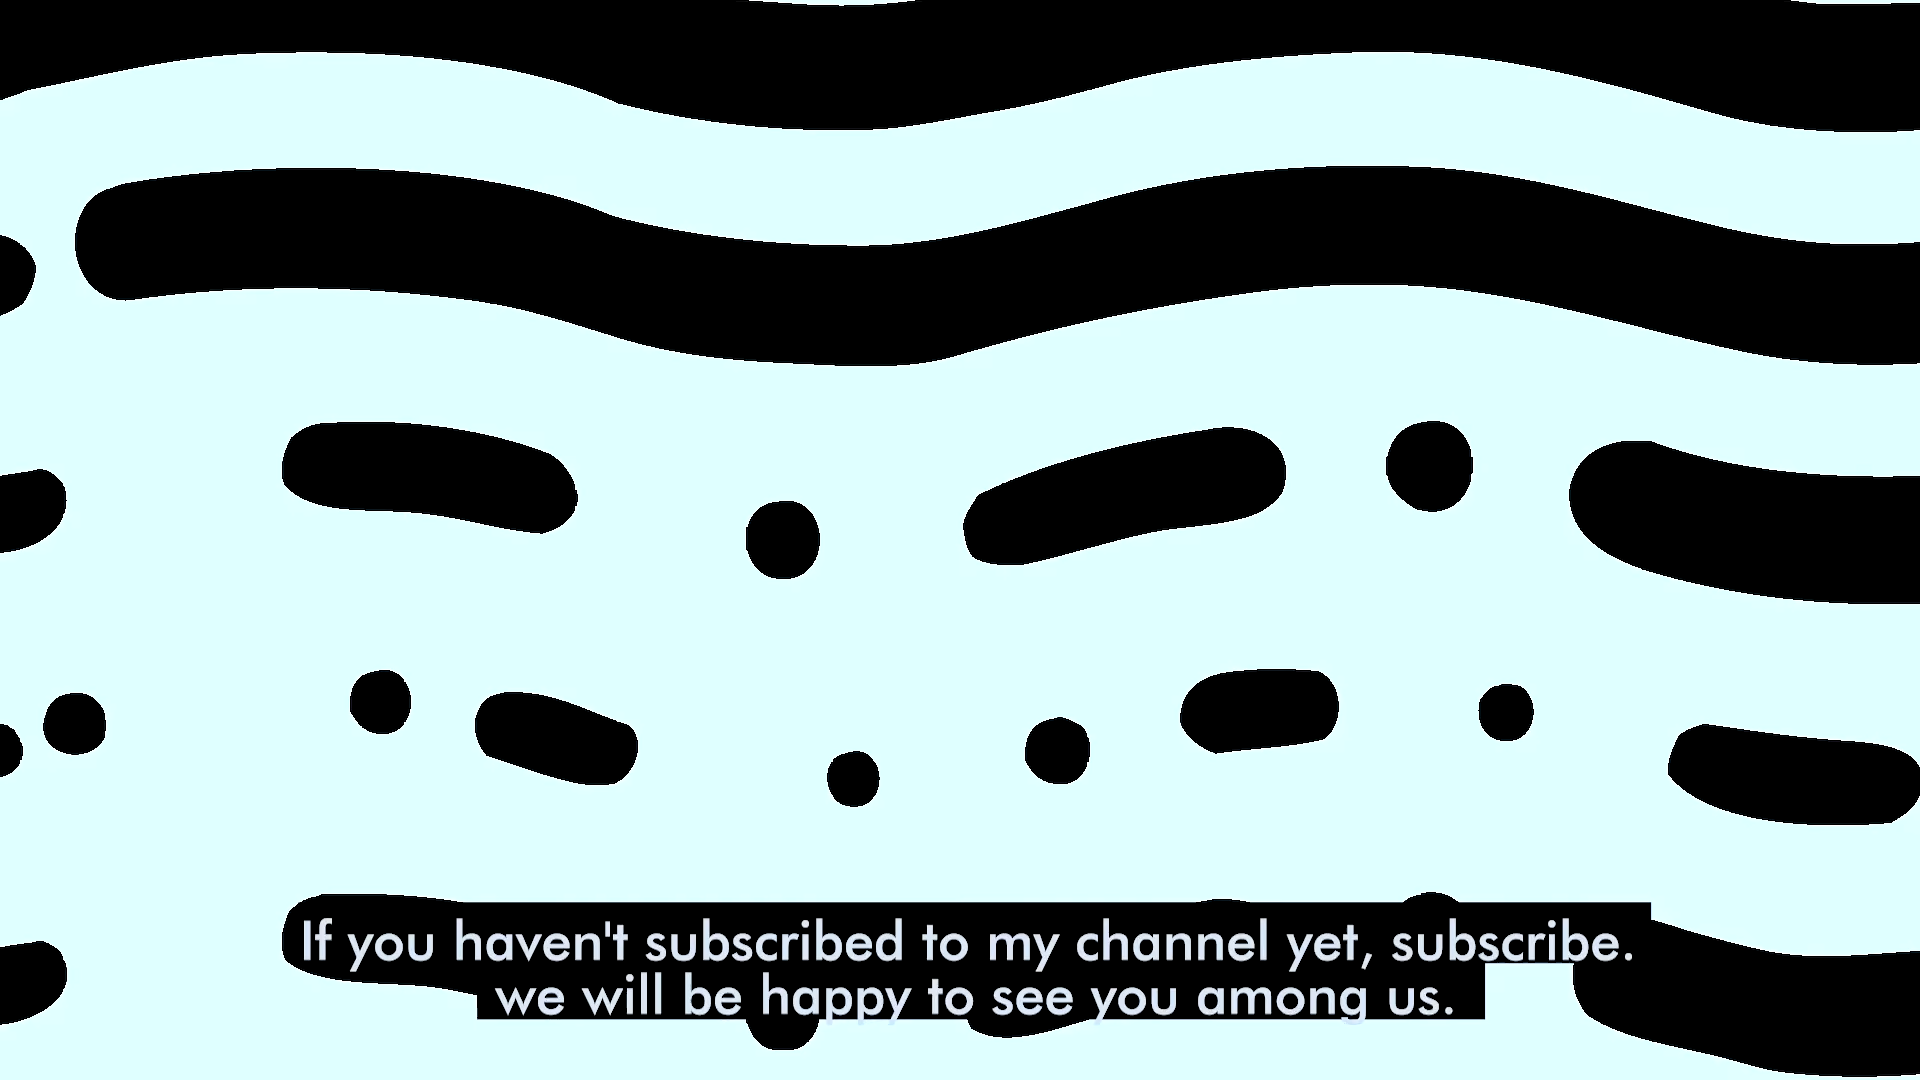 If you haven't subscribed to my channel yet, subscribe.
we will be happy to see you among us.